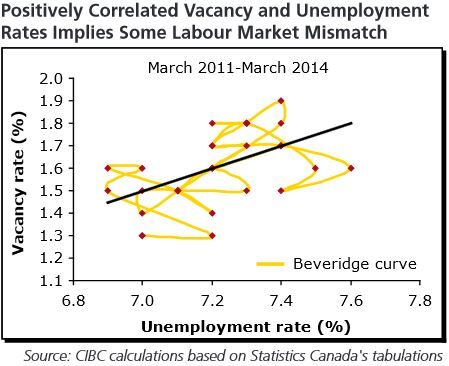 Positively Correlated Vacancy and Unemployment
Rates Implies Some Labour Market Mismatch
March 2011-March 2014
Vacancy rate (%)
2.0
1.9
1.8
1.7
1.6
1.5
1.4
1.3
1.2
1.1
Beveridge curve
6.8 7.0 7.2 7.4 7.6 7.8
Unemployment rate (%)
Source: CIBC calculations based on Statistics Canada's tabulations